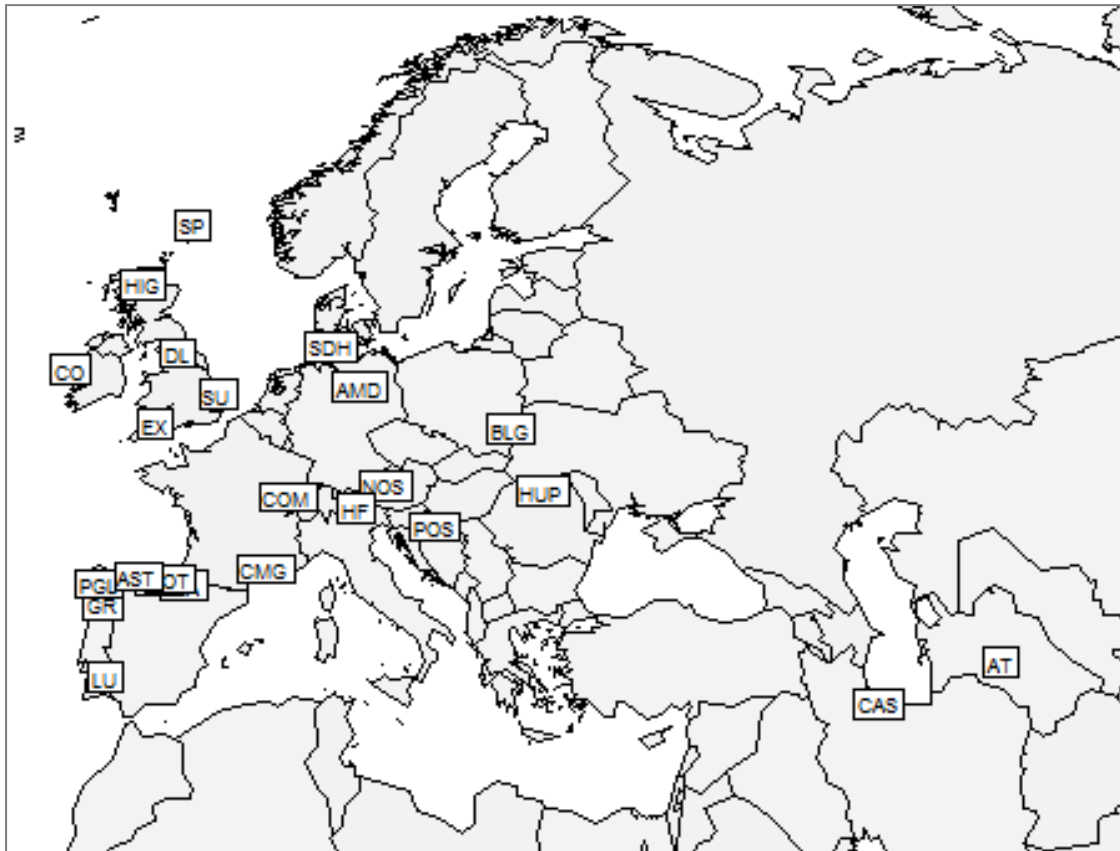 SP
HIG
SDH
DL
CO
AMD
SU
EX
BLG
NOS
HUP
COM
HF
POS
CMG
AST
OT
PGL
GR
AT
LU
CAS